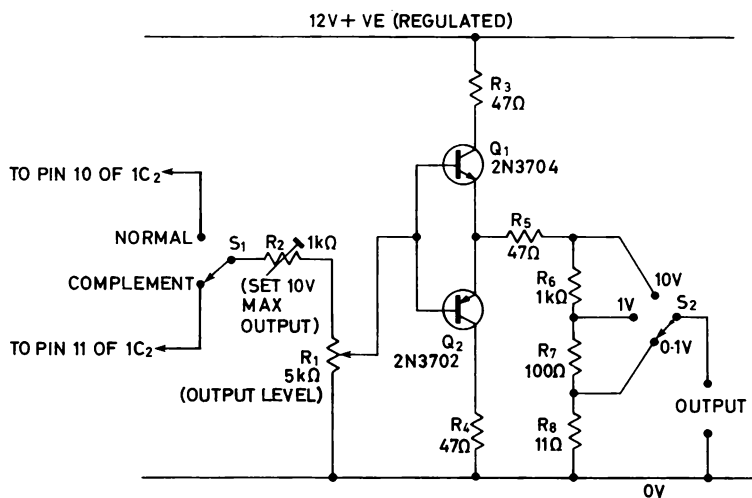 12V + VE (REGULATED)
R3
47Ω
Q1
2N3704
TO PIN 10 OF 1C2
NORMAL
S1
R2
1kΩ
COMPLEMENT
(SET 10V
MAX
OUTPUT)
TO PIN 11 OF 1C2
R1
5kΩ
(OUTPUT LEVEL)
R5
47Ω
R6
1kΩ
10V
1V
S2
0·1V
R7
100Ω
Q2
2N3702
R4
47Ω
R8
11Ω
OUTPUT
0V